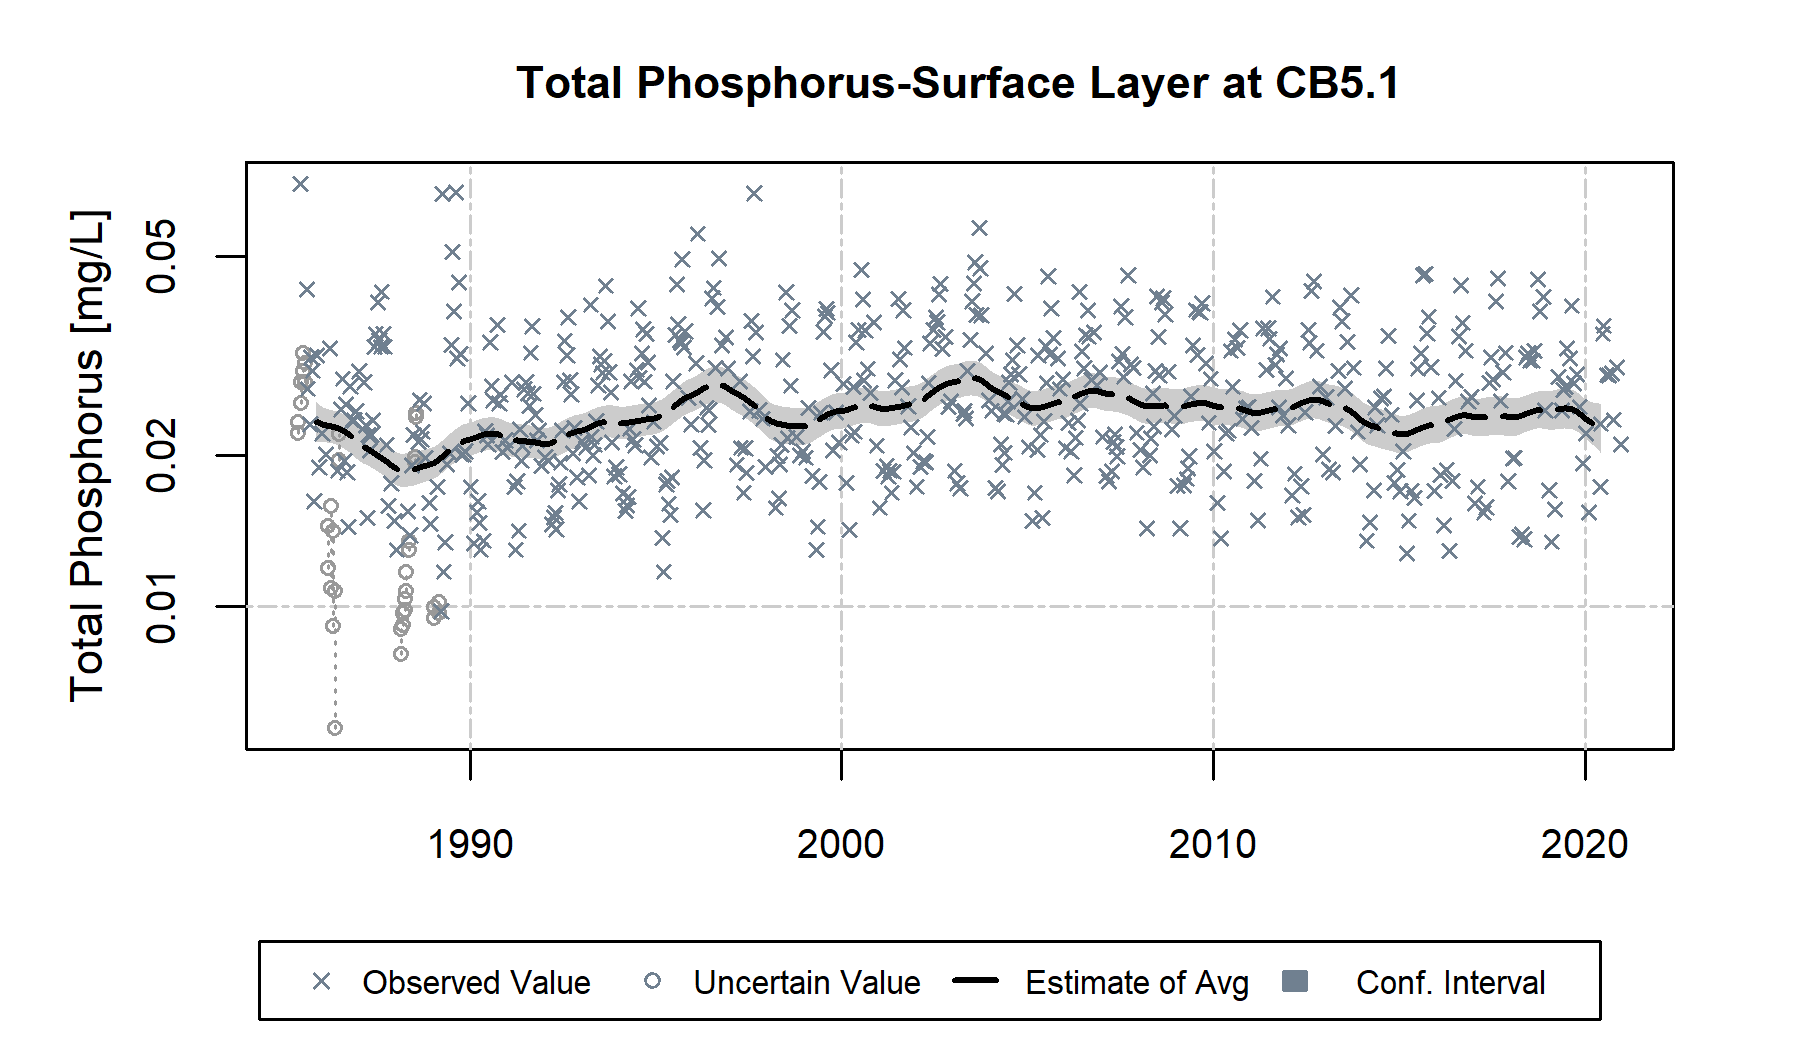 Total Phosphorus-Surface Layer at CB5.1
Total Phosphorus [mg/L]
0.05
0.02
0.01
1990 2000 2010 2020
Observed Value Uncertain Value Estimate of Avg Conf. Interval